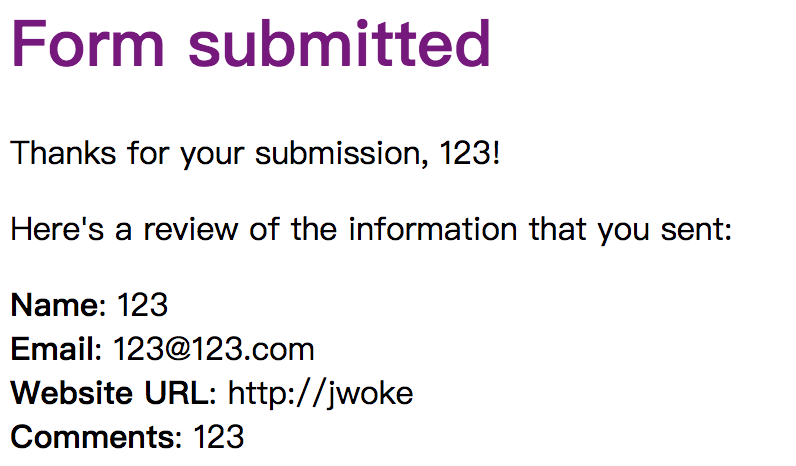 Form submitted
Thanks for your submission, 123!
Here's a review of the information that you sent:
Name: 123
Email: 123@123.com
Website URL: http://jwoke
Comments: 123